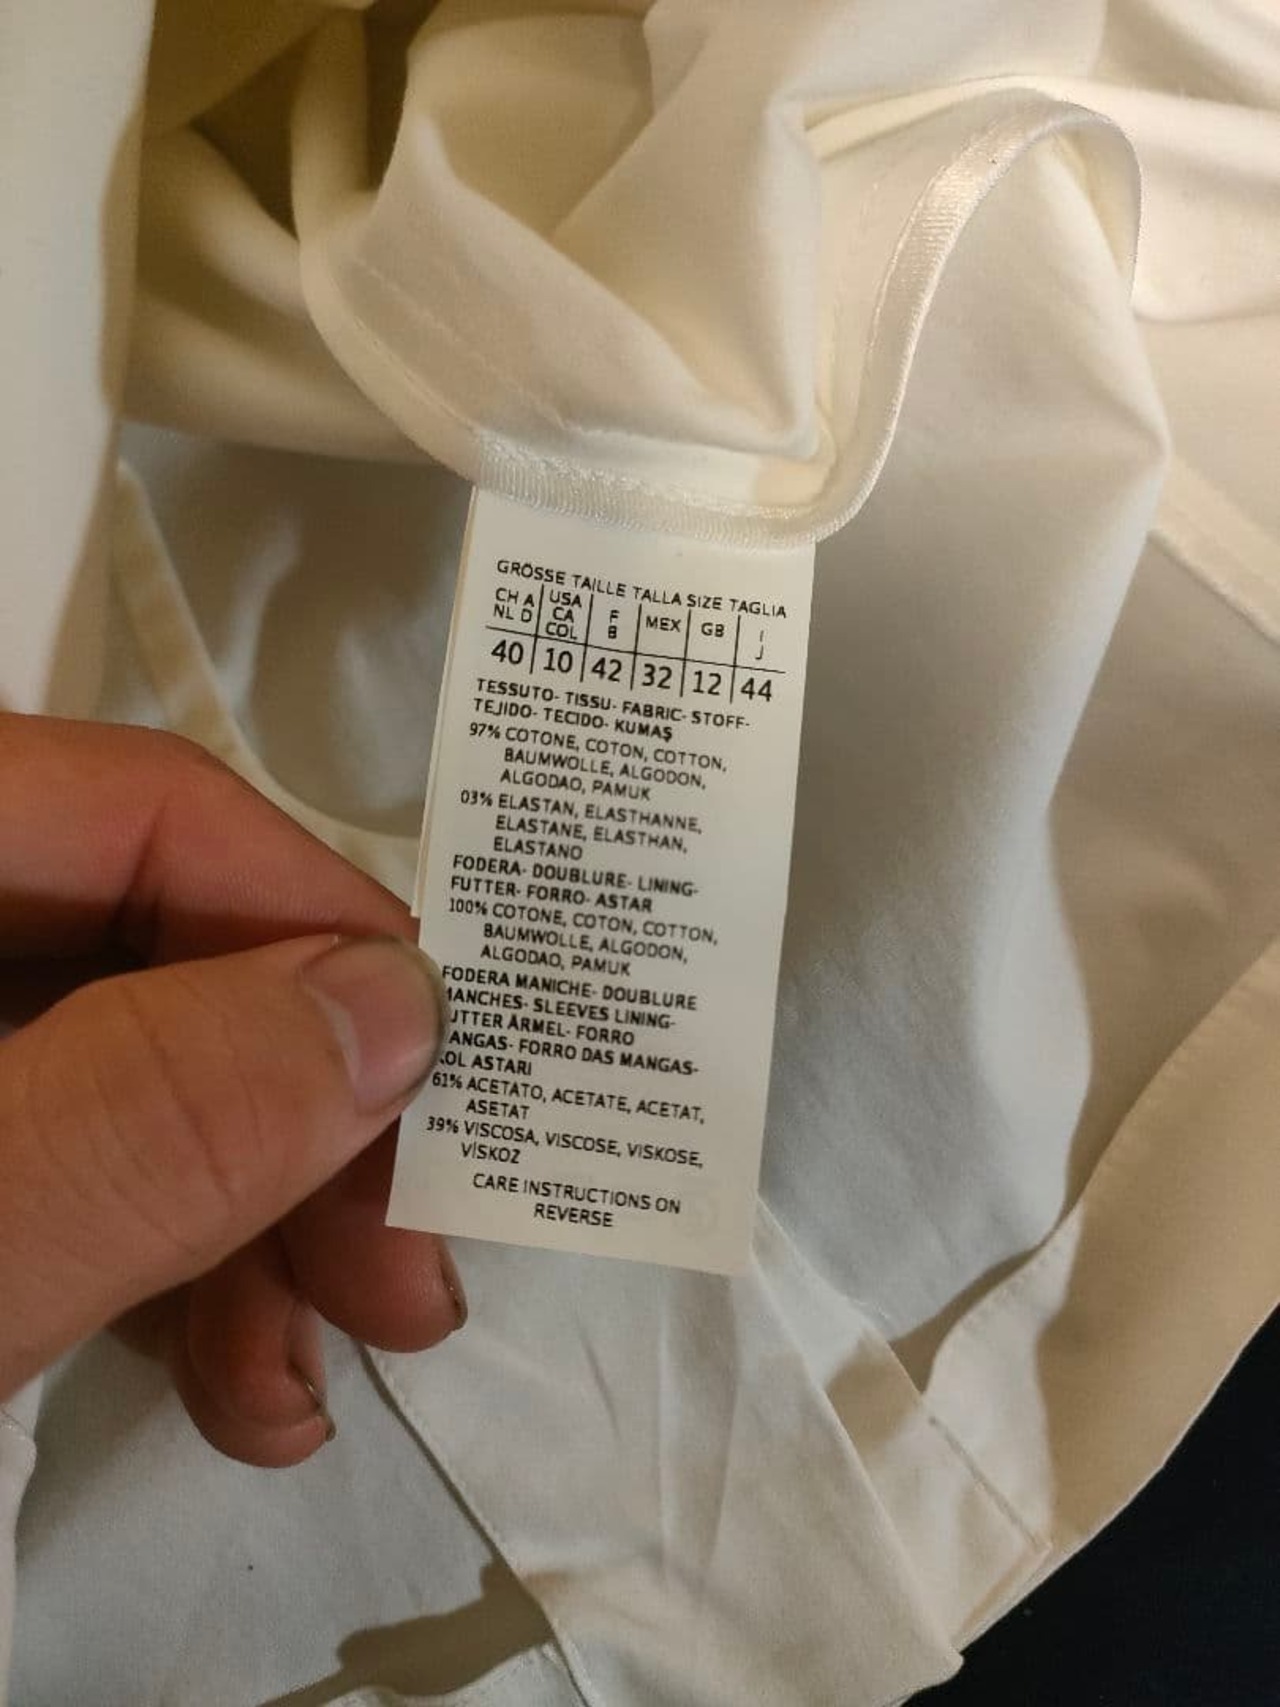 GRÖSSE TAILLE TALLA SIZE TAGLIA
CH A NL D | USA CA COL | F B | MEX | GB | I J
40 | 10 | 42 | 32 | 12 | 44
TESSUTO- TISSU- FABRIC- STOFF-
TEJIDO- TECIDO- KUMAŞ
97% COTONE, COTON, COTTON,
BAUMWOLLE, ALGODON,
ALGODAO, PAMUK
03% ELASTAN, ELASTHANNE,
ELASTANE, ELASTHAN,
ELASTANO
FODERA- DOUBLURE- LINING-
FUTTER- FORRO- ASTAR
100% COTONE, COTON, COTTON,
BAUMWOLLE, ALGODON,
ALGODAO, PAMUK
FODERA MANICHE- DOUBLURE
MANCHES- SLEEVES LINING-
UTTER ÄRMEL- FORRO
ANGAS- FORRO DAS MANGAS-
OL ASTARI
61% ACETATO, ACETATE, ACETAT,
ASETAT
39% VISCOSA, VISCOSE, VISKOSE,
VİSKOZ
CARE INSTRUCTIONS ON
REVERSE